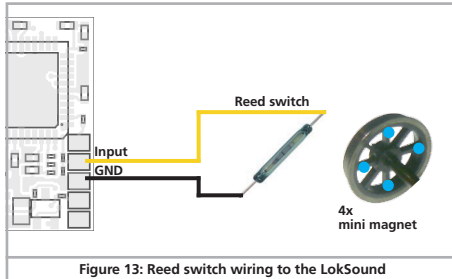 Reed switch
Input
GND
4x
mini magnet
Figure 13: Reed switch wiring to the LokSound